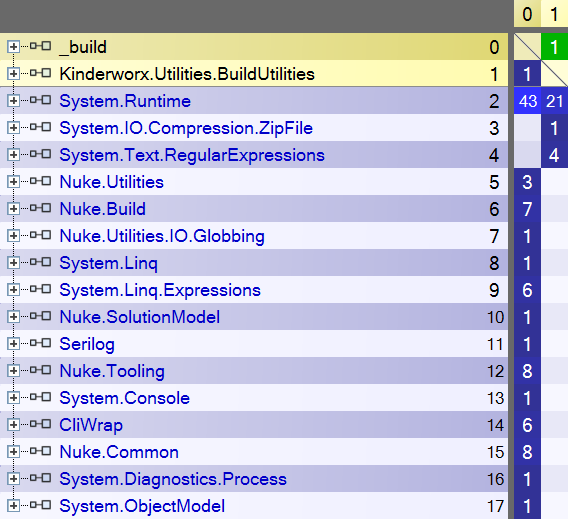 0 1
_build 0 1
Kinderworx.Utilities.BuildUtilities 1 1
System.Runtime 2 43 21
System.IO.Compression.ZipFile 3 1
System.Text.RegularExpressions 4 4
Nuke.Utilities 5 3
Nuke.Build 6 7
Nuke.Utilities.IO.Globbing 7 1
System.Linq 8 1
System.Linq.Expressions 9 6
Nuke.SolutionModel 10 1
Serilog 11 1
Nuke.Tooling 12 8
System.Console 13 1
CliWrap 14 6
Nuke.Common 15 8
System.Diagnostics.Process 16 1
System.ObjectModel 17 1